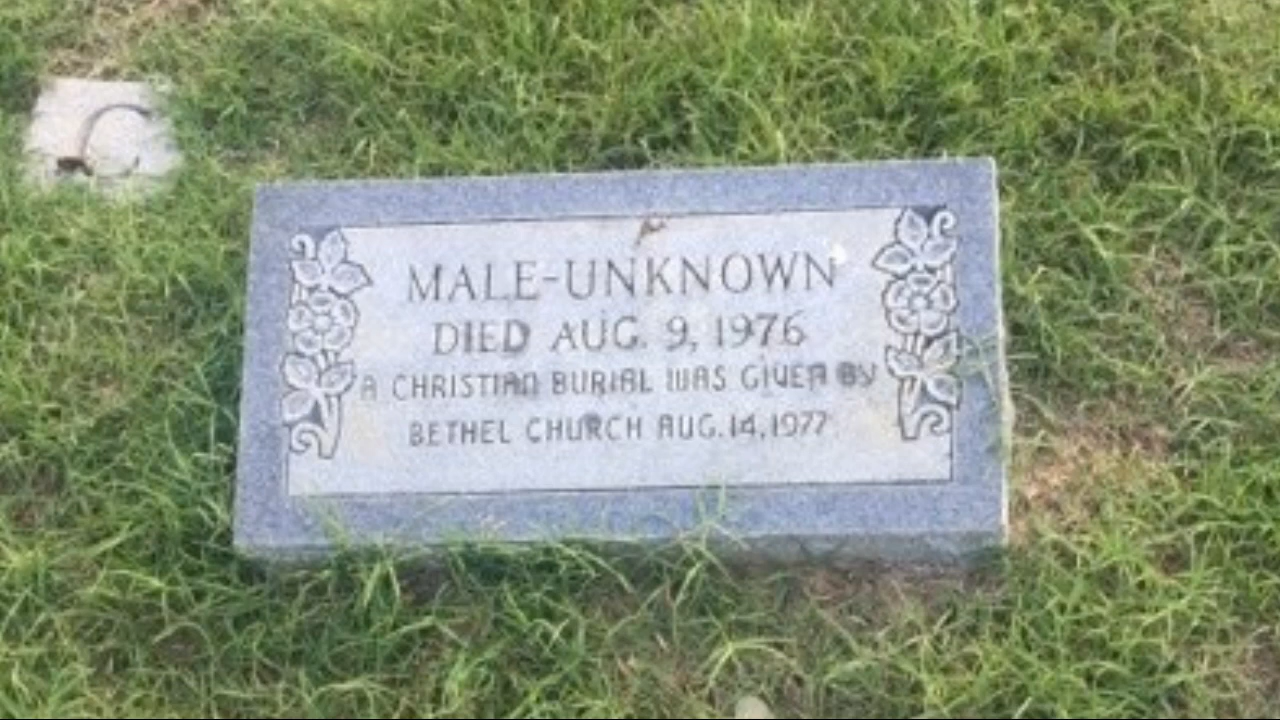 C
MALE-UNKNOWN
DIED AUG. 9, 1976
A CHRISTIAN BURIAL WAS GIVEN BY
BETHEL CHURCH AUG.14,1977